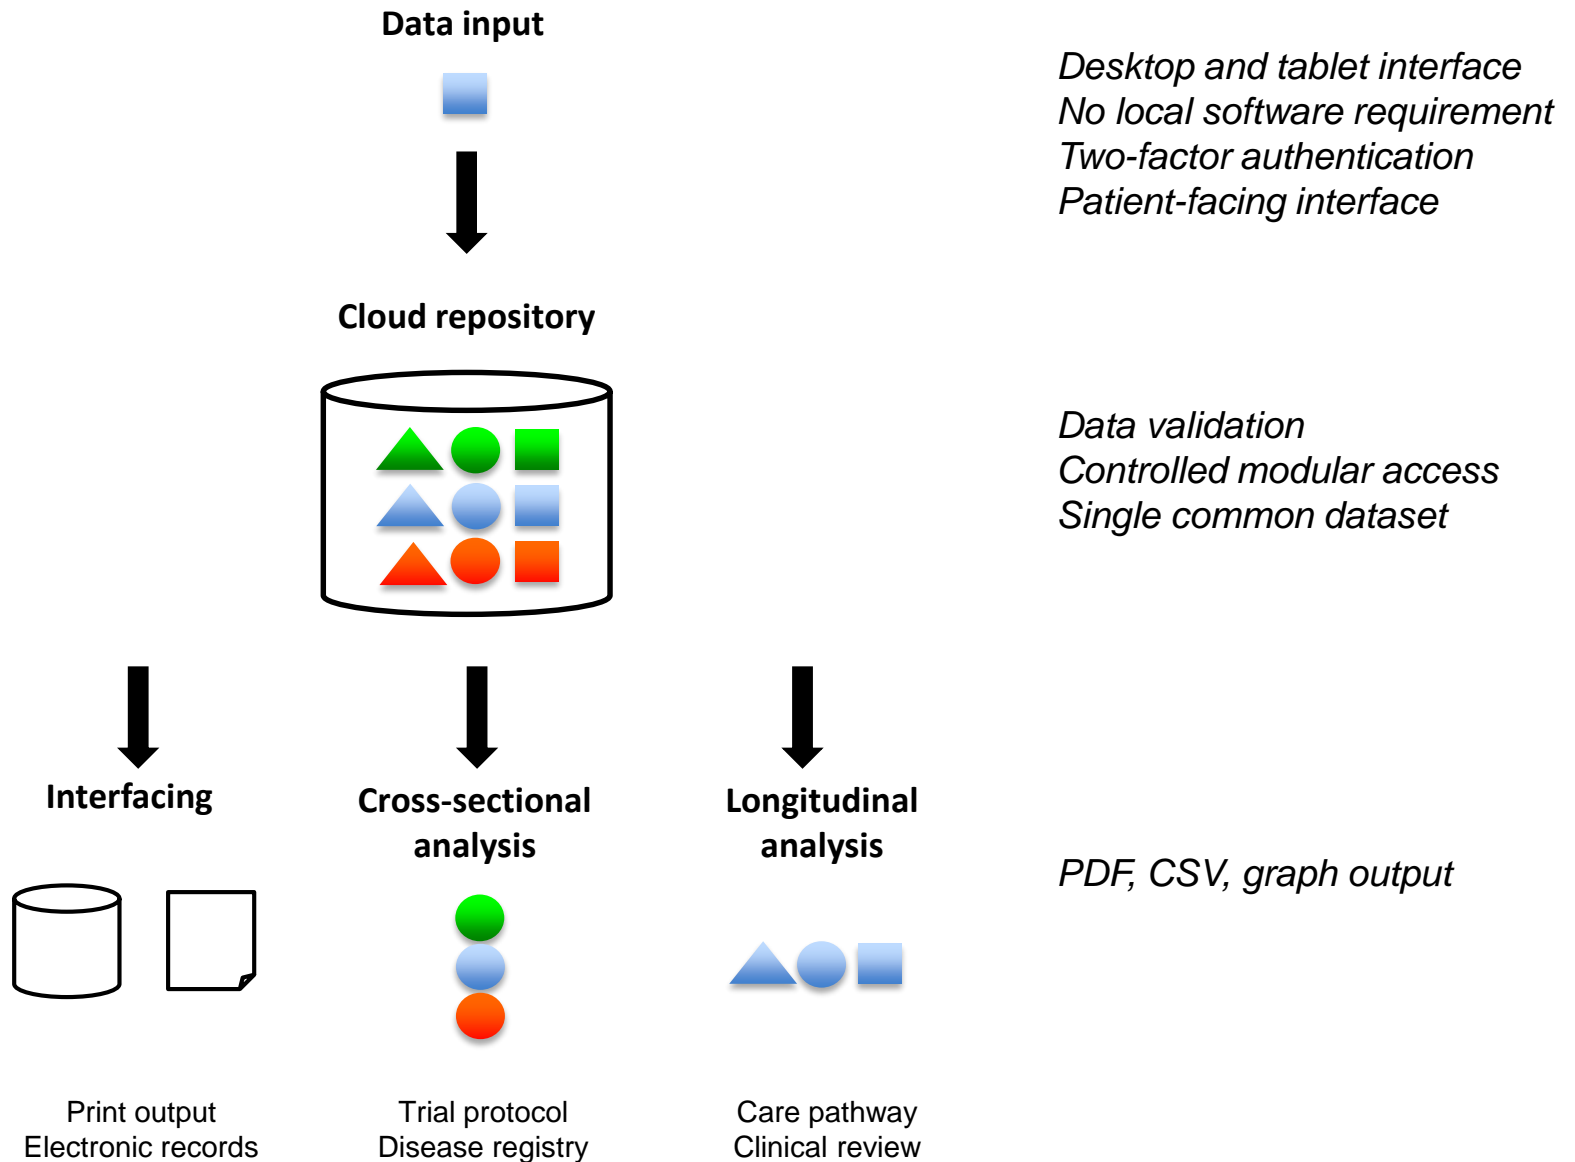 Data input
Desktop and tablet interface
No local software requirement
Two-factor authentication
Patient-facing interface
Cloud repository
Data validation
Controlled modular access
Single common dataset
Interfacing
Cross-sectional
analysis
Longitudinal
analysis
PDF, CSV, graph output
Print output
Electronic records
Trial protocol
Disease registry
Care pathway
Clinical review